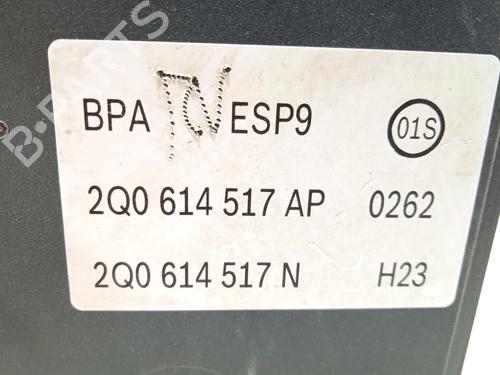 B-PARTS
BPA ESP9 01S
2Q0 614 517 AP 0262
2Q0 614 517 N H23